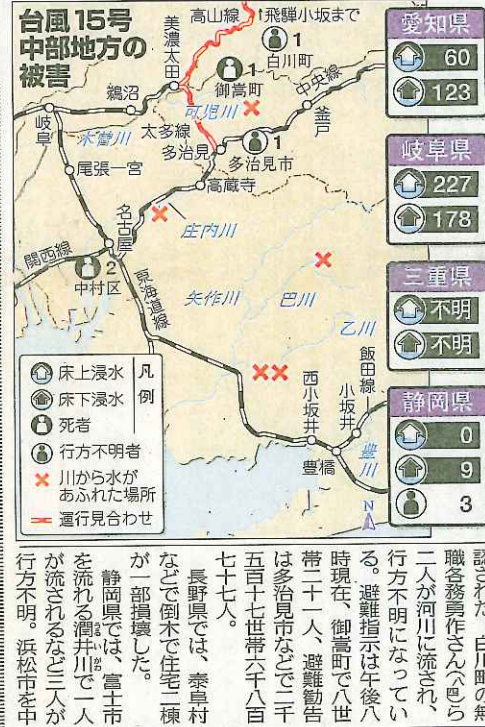 台風15号
中部地方の
被害
高山線
↑飛騨小坂まで
美濃太田
1
白川町
1
御嵩町
中央線
鵜沼
可児川
釜戸
岐阜
木曽川
太多線
多治見
1
多治見市
尾張一宮
高蔵寺
名古屋
庄内川
関西線
2
中村区
東海道線
矢作川
巴川
乙川
飯田線
西小坂井
小坂井
豊橋
豊川
N
凡例
床上浸水
床下浸水
死者
行方不明者
川から水が
あふれた場所
運行見合わせ
愛知県
60
123
岐阜県
227
178
三重県
不明
不明
静岡県
0
9
3
認された。白川町の無
職各務勇作さん(八四)ら
二人が河川に流され、
行方不明になってい
る。避難指示は午後八
時現在、御嵩町で八世
帯二十一人、避難勧告
は多治見市などで二千
五百十七世帯六千八百
七十七人。
長野県では、泰阜村
などで倒木で住宅二棟
が一部損壊した。
静岡県では、富士市
を流れる潤井川で一人
が流されるなど三人が
行方不明。浜松市を中